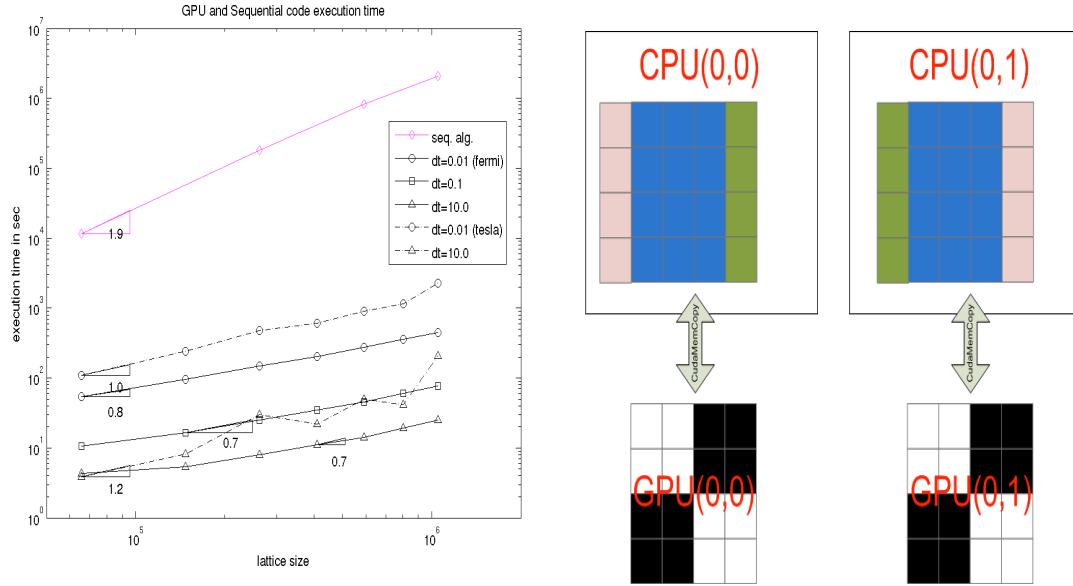 GPU and Sequential code execution time
10^7
10^6
10^5
10^4
10^3
10^2
10^1
10^0
execution time in sec
1.9
1.0
0.8
0.7
0.7
1.2
seq. alg.
dt=0.01 (fermi)
dt=0.1
dt=10.0
dt=0.01 (tesla)
dt=10.0
10^5
10^6
lattice size
CPU(0,0)
CudaMemCopy
GPU(0,0)
CPU(0,1)
CudaMemCopy
GPU(0,1)